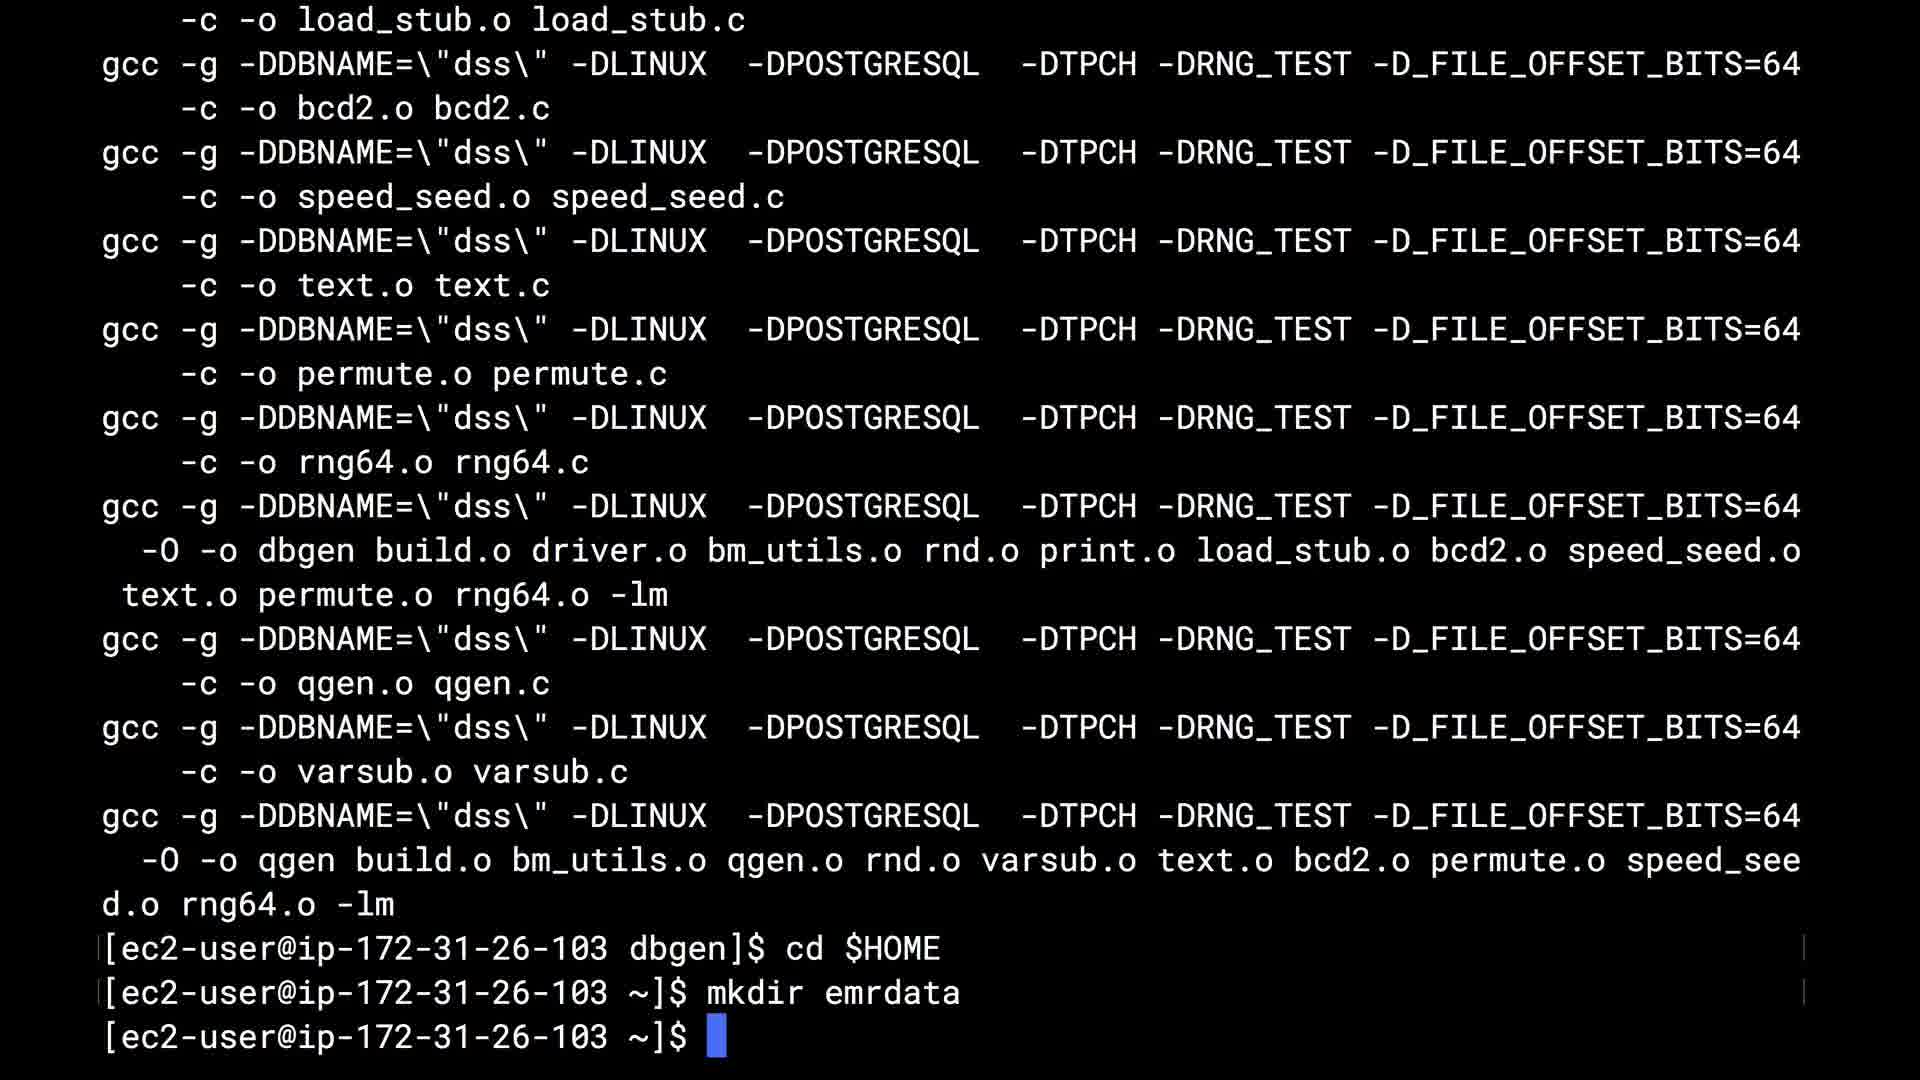 -c -o load_stub.o load_stub.c
gcc -g -DDBNAME=\"dss\" -DLINUX  -DPOSTGRESQL  -DTPCH -DRNG_TEST -D_FILE_OFFSET_BITS=64
    -c -o bcd2.o bcd2.c
gcc -g -DDBNAME=\"dss\" -DLINUX  -DPOSTGRESQL  -DTPCH -DRNG_TEST -D_FILE_OFFSET_BITS=64
    -c -o speed_seed.o speed_seed.c
gcc -g -DDBNAME=\"dss\" -DLINUX  -DPOSTGRESQL  -DTPCH -DRNG_TEST -D_FILE_OFFSET_BITS=64
    -c -o text.o text.c
gcc -g -DDBNAME=\"dss\" -DLINUX  -DPOSTGRESQL  -DTPCH -DRNG_TEST -D_FILE_OFFSET_BITS=64
    -c -o permute.o permute.c
gcc -g -DDBNAME=\"dss\" -DLINUX  -DPOSTGRESQL  -DTPCH -DRNG_TEST -D_FILE_OFFSET_BITS=64
    -c -o rng64.o rng64.c
gcc -g -DDBNAME=\"dss\" -DLINUX  -DPOSTGRESQL  -DTPCH -DRNG_TEST -D_FILE_OFFSET_BITS=64
  -O -o dbgen build.o driver.o bm_utils.o rnd.o print.o load_stub.o bcd2.o speed_seed.o
 text.o permute.o rng64.o -lm
gcc -g -DDBNAME=\"dss\" -DLINUX  -DPOSTGRESQL  -DTPCH -DRNG_TEST -D_FILE_OFFSET_BITS=64
    -c -o qgen.o qgen.c
gcc -g -DDBNAME=\"dss\" -DLINUX  -DPOSTGRESQL  -DTPCH -DRNG_TEST -D_FILE_OFFSET_BITS=64
    -c -o varsub.o varsub.c
gcc -g -DDBNAME=\"dss\" -DLINUX  -DPOSTGRESQL  -DTPCH -DRNG_TEST -D_FILE_OFFSET_BITS=64
  -O -o qgen build.o bm_utils.o qgen.o rnd.o varsub.o text.o bcd2.o permute.o speed_see
d.o rng64.o -lm
[ec2-user@ip-172-31-26-103 dbgen]$ cd $HOME
[ec2-user@ip-172-31-26-103 ~]$ mkdir emrdata
[ec2-user@ip-172-31-26-103 ~]$